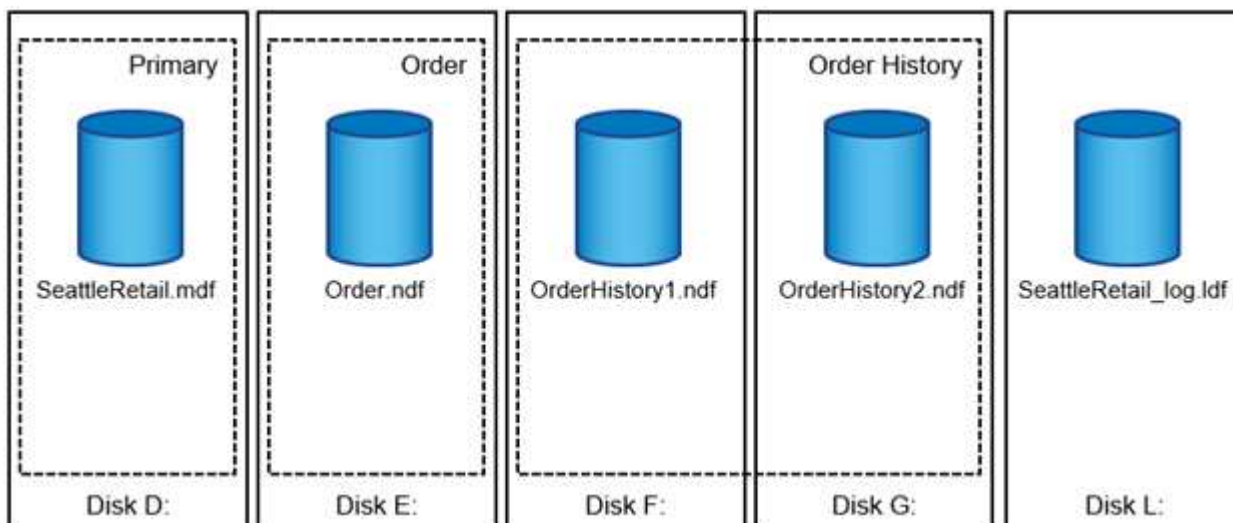 Primary
Order
Order History
SeattleRetail.mdf
Order.ndf
OrderHistory1.ndf
OrderHistory2.ndf
SeattleRetail_log.ldf
Disk D:
Disk E:
Disk F:
Disk G:
Disk L: